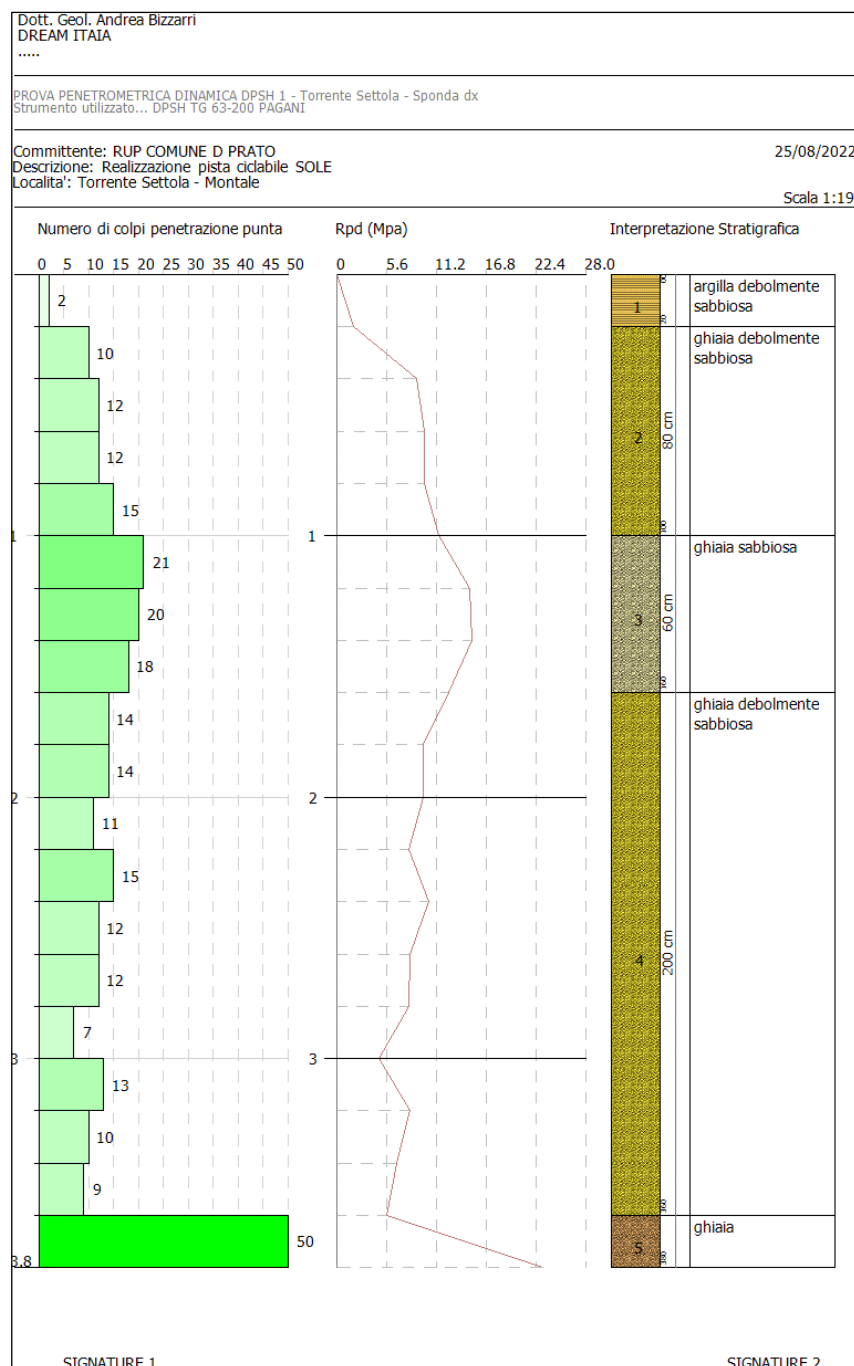 Dott. Geol. Andrea Bizzarri
DREAM ITAIA
.....
PROVA PENETROMETRICA DINAMICA DPSH 1 - Torrente Settola - Sponda dx
Strumento utilizzato... DPSH TG 63-200 PAGANI
Committente: RUP COMUNE D PRATO 25/08/2022
Descrizione: Realizzazione pista ciclabile SOLE
Localita': Torrente Settola - Montale
Scala 1:19
Numero di colpi penetrazione punta Rpd (Mpa) Interpretazione Stratigrafica
0 5 10 15 20 25 30 35 40 45 50 0 5.6 11.2 16.8 22.4 28.0
argilla debolmente
sabbiosa
2 1
ghiaia debolmente
sabbiosa
10
12
80 cm
12 2
15
1 1
ghiaia sabbiosa
21
20 3 60 cm
18
ghiaia debolmente
sabbiosa
14
14
2 2
11
15
12
200 cm
12 4
7
3 3
13
10
9
ghiaia
50 5
3.8
SIGNATURE 1 SIGNATURE 2